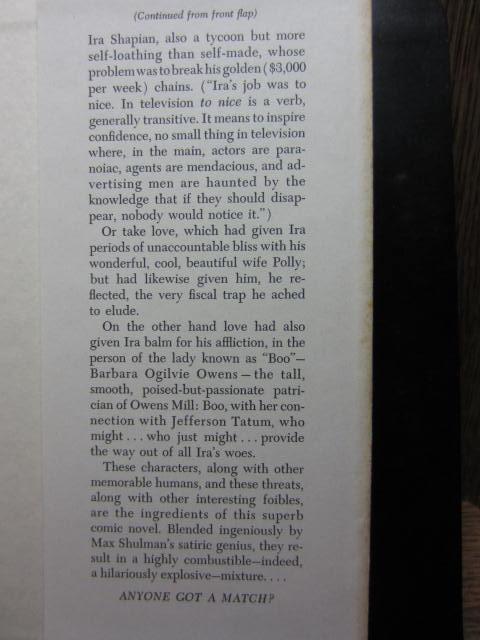 (Continued from front flap)
Ira Shapian, also a tycoon but more
self-loathing than self-made, whose
problem was to break his golden ($3,000
per week) chains. ("Ira's job was to
nice. In television to nice is a verb,
generally transitive. It means to inspire
confidence, no small thing in television
where, in the main, actors are para-
noiac, agents are mendacious, and ad-
vertising men are haunted by the
knowledge that if they should disap-
pear, nobody would notice it.")
Or take love, which had given Ira
periods of unaccountable bliss with his
wonderful, cool, beautiful wife Polly;
but had likewise given him, he re-
flected, the very fiscal trap he ached
to elude.
On the other hand love had also
given Ira balm for his affliction, in the
person of the lady known as "Boo"—
Barbara Ogilvie Owens—the tall,
smooth, poised-but-passionate patri-
cian of Owens Mill: Boo, with her con-
nection with Jefferson Tatum, who
might . . . who just might . . . provide
the way out of all Ira's woes.
These characters, along with other
memorable humans, and these threats,
along with other interesting foibles,
are the ingredients of this superb
comic novel. Blended ingeniously by
Max Shulman's satiric genius, they re-
sult in a highly combustible—indeed,
a hilariously explosive—mixture. . . .
ANYONE GOT A MATCH?